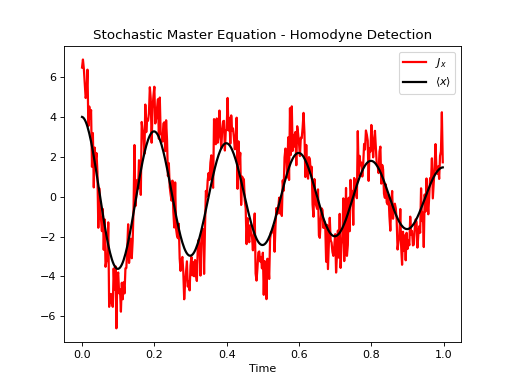 Stochastic Master Equation - Homodyne Detection
J_x
⟨x⟩
6
4
2
0
−2
−4
−6
0.0 0.2 0.4 0.6 0.8 1.0
Time